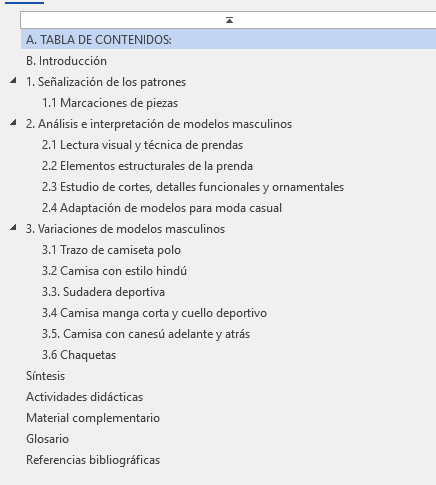 A. TABLA DE CONTENIDOS:
B. Introducción
1. Señalización de los patrones
1.1 Marcaciones de piezas
2. Análisis e interpretación de modelos masculinos
2.1 Lectura visual y técnica de prendas
2.2 Elementos estructurales de la prenda
2.3 Estudio de cortes, detalles funcionales y ornamentales
2.4 Adaptación de modelos para moda casual
3. Variaciones de modelos masculinos
3.1 Trazo de camiseta polo
3.2 Camisa con estilo hindú
3.3. Sudadera deportiva
3.4 Camisa manga corta y cuello deportivo
3.5. Camisa con canesú adelante y atrás
3.6 Chaquetas
Síntesis
Actividades didácticas
Material complementario
Glosario
Referencias bibliográficas